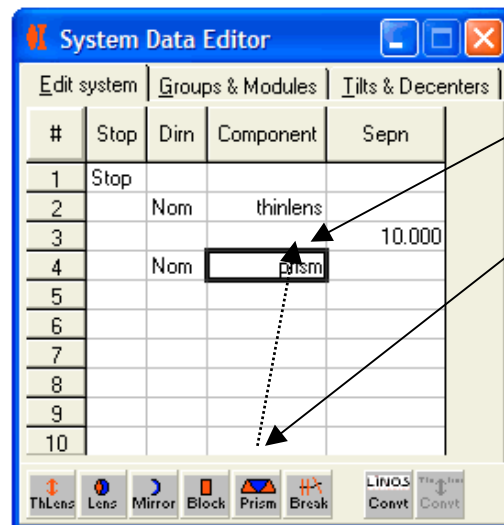 System Data Editor
Edit system Groups & Modules Tilts & Decenters
# Stop Dirn Component Sepn
1 Stop
2 Nom thinlens
3 10.000
4 Nom prism
5
6
7
8
9
10
LINOS
ThLens Lens Mirror Block Prism Break Convt Convt